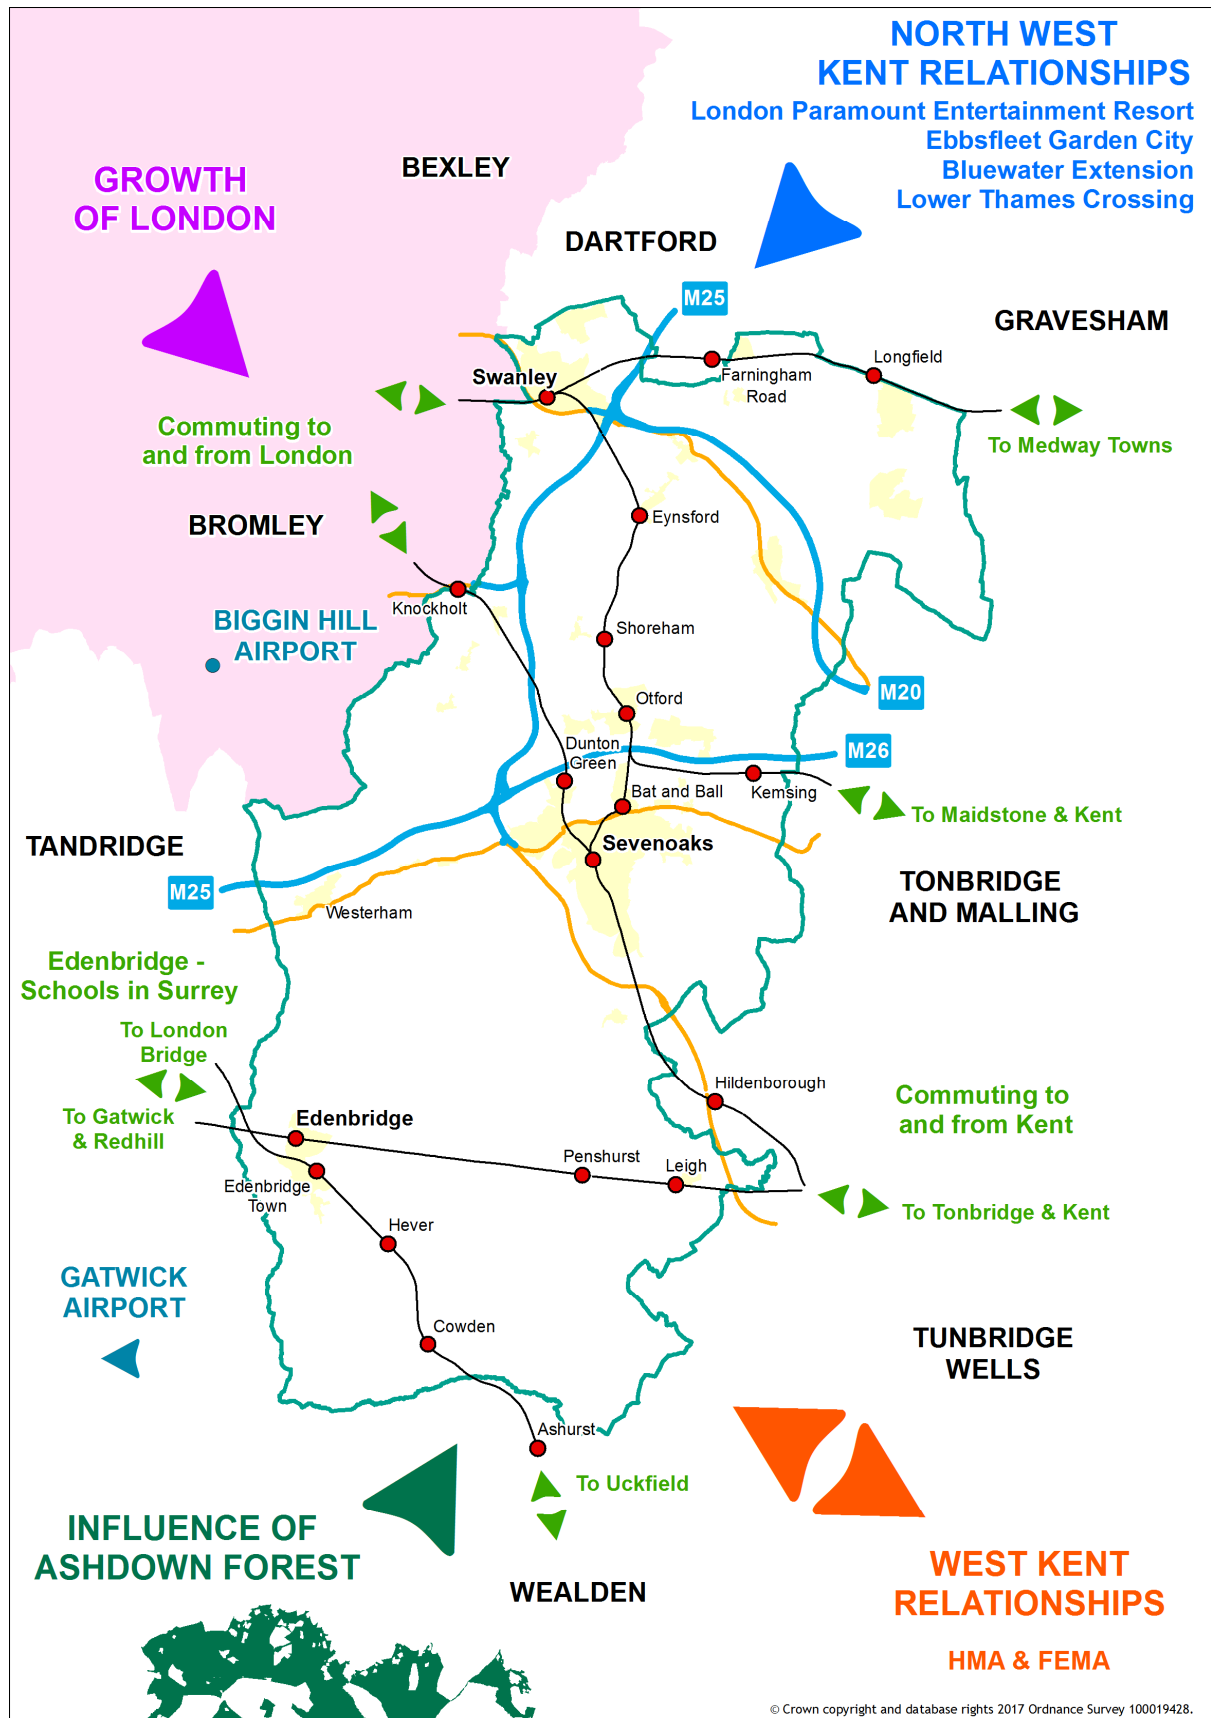 NORTH WEST
KENT RELATIONSHIPS
London Paramount Entertainment Resort
Ebbsfleet Garden City
Bluewater Extension
Lower Thames Crossing
BEXLEY
GROWTH
OF LONDON
DARTFORD
M25
GRAVESHAM
Longfield
Farningham
Road
Swanley
Commuting to
and from London
To Medway Towns
BROMLEY
Eynsford
Knockholt
BIGGIN HILL
AIRPORT
Shoreham
Otford
M20
M26
Dunton
Green
Bat and Ball
Kemsing
To Maidstone & Kent
TANDRIDGE
Sevenoaks
M25
Westerham
TONBRIDGE
AND MALLING
Edenbridge -
Schools in Surrey
To London
Bridge
To Gatwick
& Redhill
Hildenborough
Commuting to
and from Kent
Edenbridge
Penshurst
Leigh
Edenbridge
Town
To Tonbridge & Kent
Hever
GATWICK
AIRPORT
Cowden
TUNBRIDGE
WELLS
Ashurst
To Uckfield
INFLUENCE OF
ASHDOWN FOREST
WEALDEN
WEST KENT
RELATIONSHIPS
HMA & FEMA
© Crown copyright and database rights 2017 Ordnance Survey 100019428.